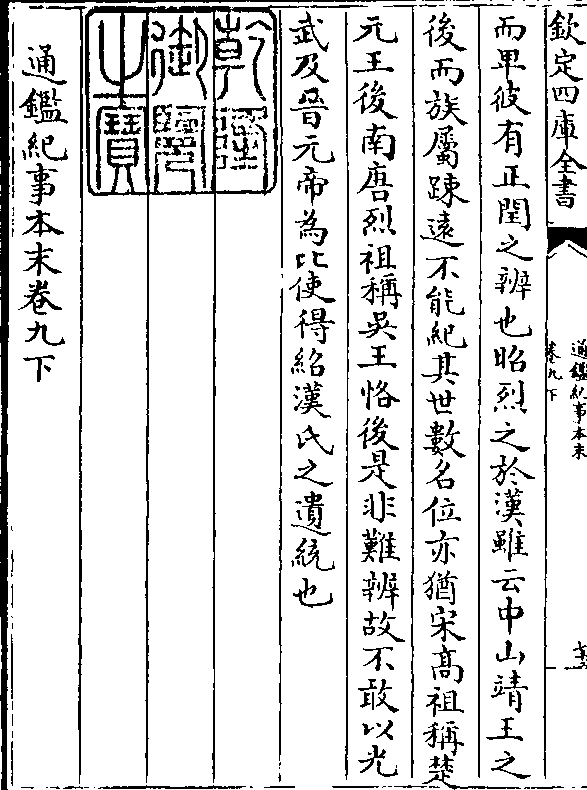 欽定四庫全書
通鑑紀事本末
卷九下
而卑彼有正閏之辨也昭烈之於漢雖云中山靖王之
後而族屬踈遠不能紀其世數名位亦猶宋髙祖稱楚
元王後南唐烈祖稱吳王恪後是非難辨故不敢以光
武及晉元帝為比使得紹漢氏之遺統也
乾隆
御覽
之寶
通鑑紀事本末卷九下